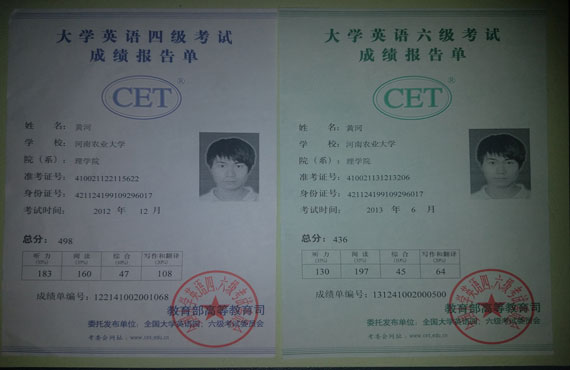 大学英语四级考试
成绩报告单
CET
®
姓 名： 黄河
学 校： 河南农业大学
院（系）： 理学院
准考证号： 410021122115622
身份证号： 421124199109296017
考试时间： 2012 年 12 月
总分： 498
听力 阅读 综合 写作和翻译
183 160 47 108
成绩单编号： 122141002001068
教育部高等教育司
委托发布单位：全国大学英语四、六级考试委员会
考委会网址：www.cet.edu.cn
大学英语六级考试
成绩报告单
CET
®
姓 名： 黄河
学 校： 河南农业大学
院（系）： 理学院
准考证号： 410021131213206
身份证号： 421124199109296017
考试时间： 2013 年 6 月
总分： 436
听力 阅读 综合 写作和翻译
130 197 45 64
成绩单编号： 131241002000500
教育部高等教育司
委托发布单位：全国大学英语四、六级考试委员会
考委会网址：www.cet.edu.cn